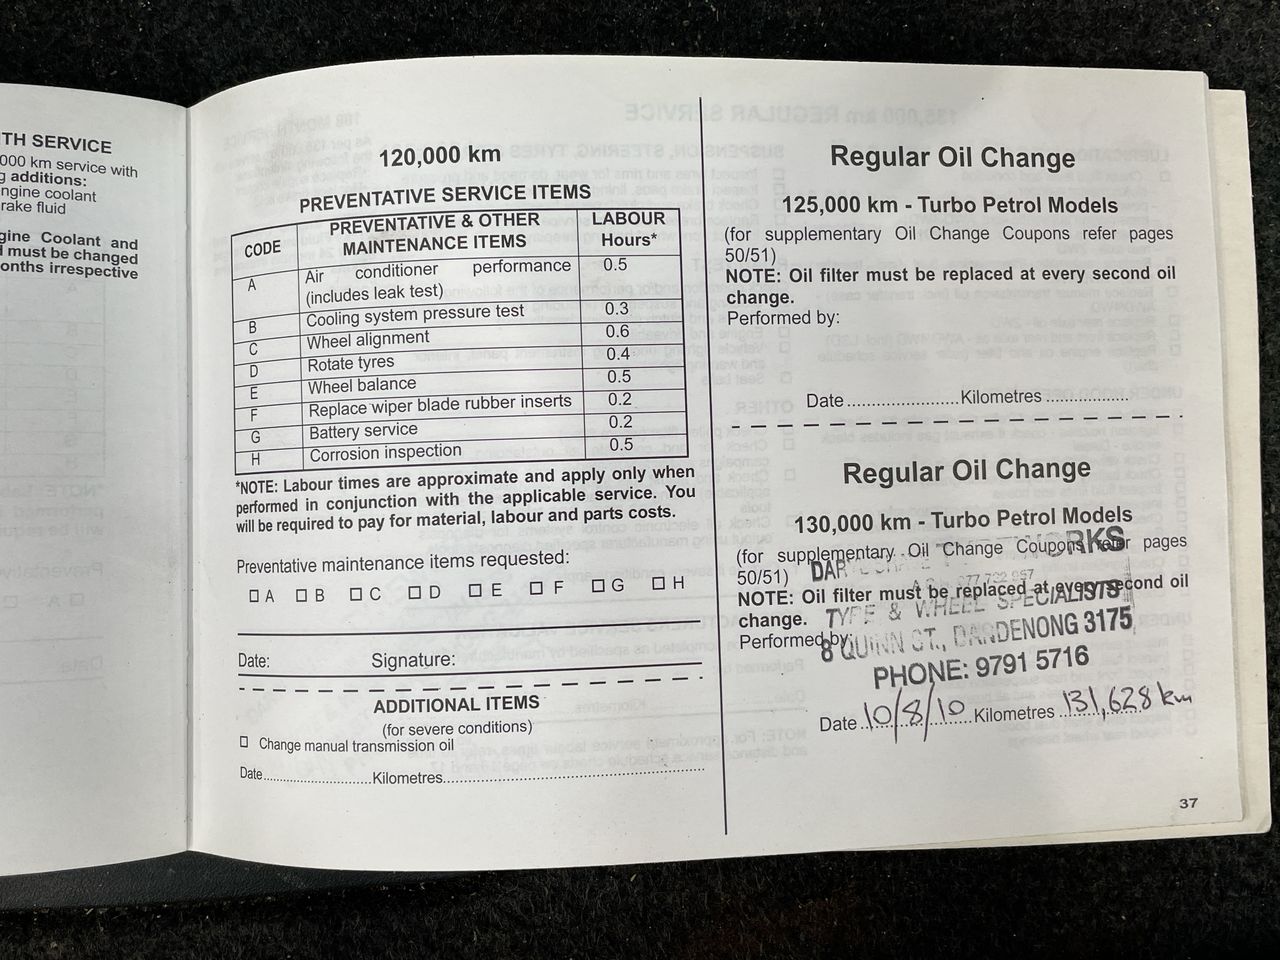 TH SERVICE
000 km service with
g additions:
ngine coolant
rake fluid
gine Coolant and
must be changed
onths irrespective
120,000 km
PREVENTATIVE SERVICE ITEMS
CODE PREVENTATIVE & OTHER MAINTENANCE ITEMS LABOUR Hours*
A Air conditioner performance (includes leak test) 0.5
B Cooling system pressure test 0.3
C Wheel alignment 0.6
D Rotate tyres 0.4
E Wheel balance 0.5
F Replace wiper blade rubber inserts 0.2
G Battery service 0.2
H Corrosion inspection 0.5
*NOTE: Labour times are approximate and apply only when
performed in conjunction with the applicable service. You
will be required to pay for material, labour and parts costs.
Preventative maintenance items requested:
□ A □ B □ C □ D □ E □ F □ G □ H
Date: Signature:
ADDITIONAL ITEMS
(for severe conditions)
□ Change manual transmission oil
Date........................Kilometres........................
Regular Oil Change
125,000 km - Turbo Petrol Models
(for supplementary Oil Change Coupons refer pages
50/51)
NOTE: Oil filter must be replaced at every second oil
change.
Performed by:
Date........................Kilometres..................
Regular Oil Change
130,000 km - Turbo Petrol Models
(for supplementary Oil Change Coupons refer pages
50/51)
NOTE: Oil filter must be replaced at every second oil
change.
Performed by:
TYRE & WHEEL SPECIALISTS
8 QUINN ST., DANDENONG 3175
PHONE: 9791 5716
Date 10/8/10 Kilometres 131,628 km
37